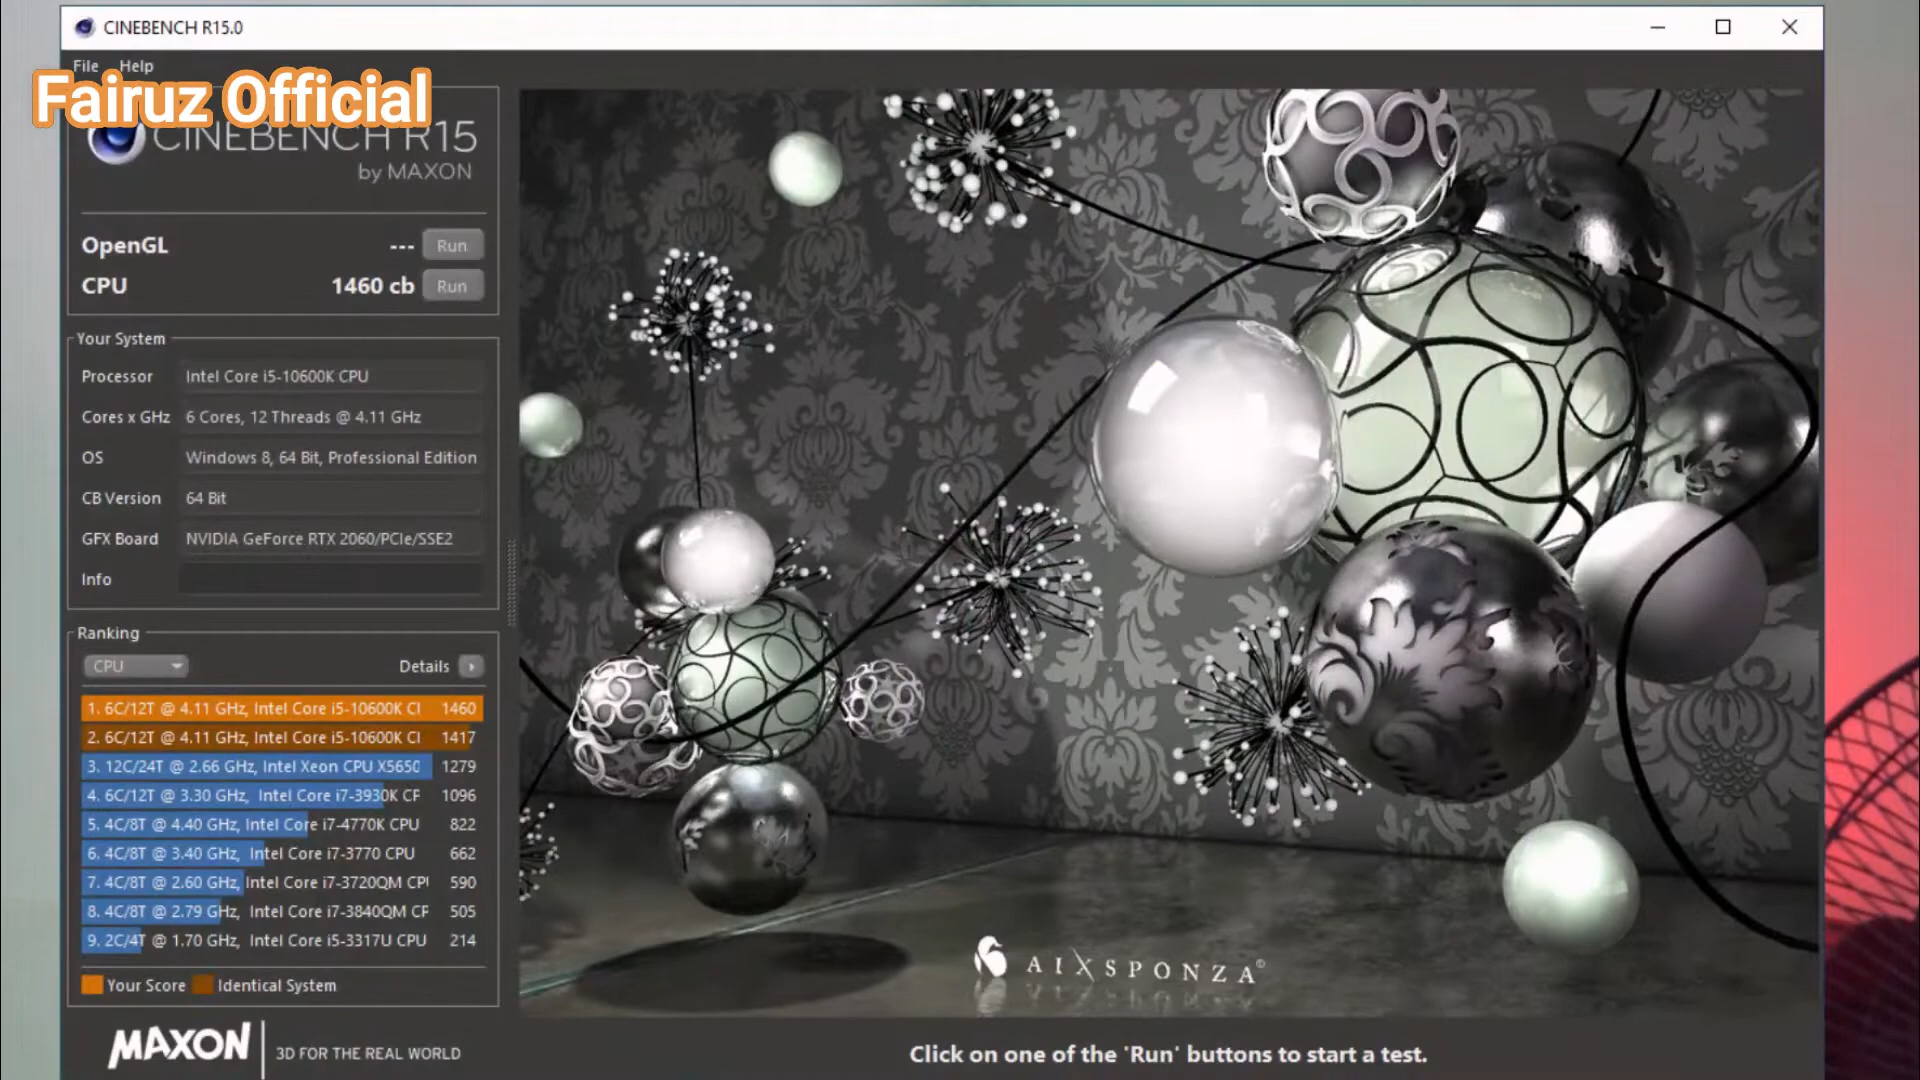 CINEBENCH R15.0
File Help
Fairuz Official
CINEBENCH R15
by MAXON
OpenGL --- Run
CPU 1460 cb Run
Your System
Processor Intel Core i5-10600K CPU
Cores x GHz 6 Cores, 12 Threads @ 4.11 GHz
OS Windows 8, 64 Bit, Professional Edition
CB Version 64 Bit
GFX Board NVIDIA GeForce RTX 2060/PCIe/SSE2
Info
Ranking
CPU Details
1. 6C/12T @ 4.11 GHz, Intel Core i5-10600K CI 1460
2. 6C/12T @ 4.11 GHz, Intel Core i5-10600K CI 1417
3. 12C/24T @ 2.66 GHz, Intel Xeon CPU X5650 1279
4. 6C/12T @ 3.30 GHz, Intel Core i7-3930K CP 1096
5. 4C/8T @ 4.40 GHz, Intel Core i7-4770K CPU 822
6. 4C/8T @ 3.40 GHz, Intel Core i7-3770 CPU 662
7. 4C/8T @ 2.60 GHz, Intel Core i7-3720QM CPU 590
8. 4C/8T @ 2.79 GHz, Intel Core i7-3840QM CP 505
9. 2C/4T @ 1.70 GHz, Intel Core i5-3317U CPU 214
Your Score Identical System
AIXSPONZA©
MAXON 3D FOR THE REAL WORLD
Click on one of the 'Run' buttons to start a test.